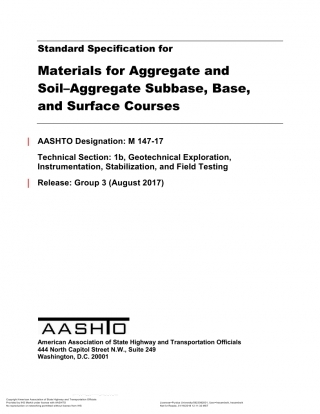 Standard Specification for
Materials for Aggregate and
Soil–Aggregate Subbase, Base,
and Surface Courses
AASHTO Designation: M 147-17
Technical Section: 1b, Geotechnical Exploration,
Instrumentation, Stabilization, and Field Testing
Release: Group 3 (August 2017)
AASHTO
American Association of State Highway and Transportation Officials
444 North Capitol Street N.W., Suite 249
Washington, D.C. 20001